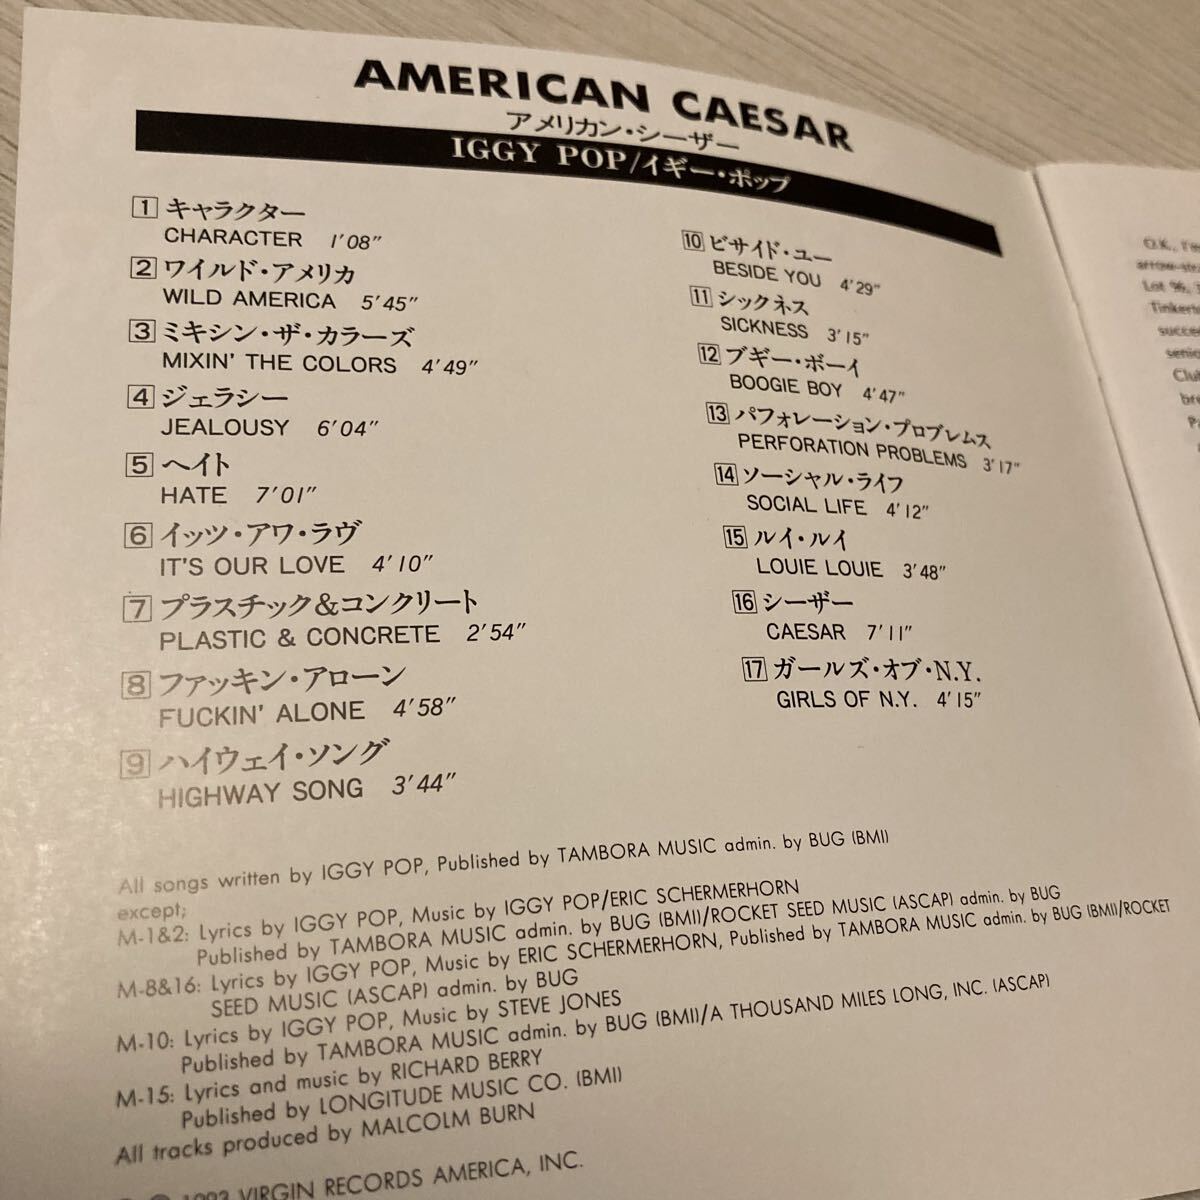 AMERICAN CAESAR
アメリカン・シーザー
IGGY POP/イギー・ポップ
1 キャラクター
CHARACTER 1'08"
2 ワイルド・アメリカ
WILD AMERICA 5'45"
3 ミキシン・ザ・カラーズ
MIXIN' THE COLORS 4'49"
4 ジェラシー
JEALOUSY 6'04"
5 ヘイト
HATE 7'01"
6 イッツ・アワ・ラヴ
IT'S OUR LOVE 4'10"
7 プラスチック&コンクリート
PLASTIC & CONCRETE 2'54"
8 ファッキン・アローン
FUCKIN' ALONE 4'58"
9 ハイウェイ・ソング
HIGHWAY SONG 3'44"
10 ビサイド・ユー
BESIDE YOU 4'29"
11 シックネス
SICKNESS 3'15"
12 ブギー・ボーイ
BOOGIE BOY 4'47"
13 パフォレーション・プロブレムス
PERFORATION PROBLEMS 3'17"
14 ソーシャル・ライフ
SOCIAL LIFE 4'12"
15 ルイ・ルイ
LOUIE LOUIE 3'48"
16 シーザー
CAESAR 7'11"
17 ガールズ・オブ・N.Y.
GIRLS OF N.Y. 4'15"
All songs written by IGGY POP, Published by TAMBORA MUSIC admin. by BUG (BMI)
except;
M-1&2: Lyrics by IGGY POP, Music by IGGY POP/ERIC SCHERMERHORN
Published by TAMBORA MUSIC admin. by BUG (BMI)/ROCKET SEED MUSIC (ASCAP) admin. by BUG
M-8&16: Lyrics by IGGY POP, Music by ERIC SCHERMERHORN, Published by TAMBORA MUSIC admin. by BUG (BMI)/ROCKET
SEED MUSIC (ASCAP) admin. by BUG
M-10: Lyrics by IGGY POP, Music by STEVE JONES
Published by TAMBORA MUSIC admin. by BUG (BMI)/A THOUSAND MILES LONG, INC. (ASCAP)
M-15: Lyrics and music by RICHARD BERRY
Published by LONGITUDE MUSIC CO. (BMI)
All tracks produced by MALCOLM BURN
1993 VIRGIN RECORDS AMERICA, INC.
O.K., I'm
Lot 96,